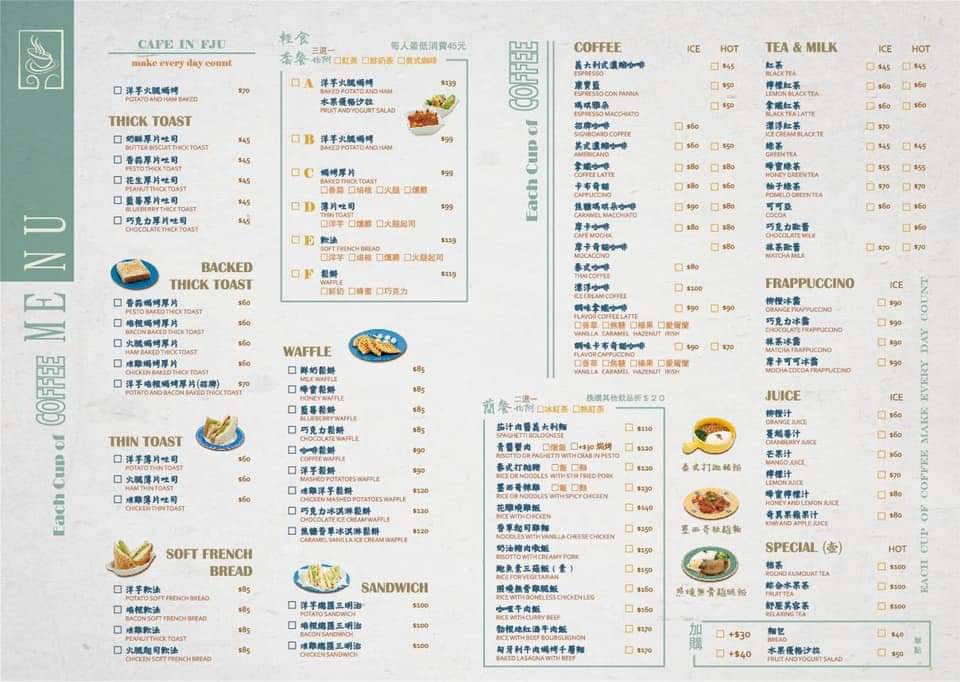 MENU
Each Cup of COFFEE
CAFE IN FJU
make every day count
洋芋火腿焗烤 $70
POTATO AND HAM BAKED
THICK TOAST
奶酥厚片吐司 $45
BUTTER BISCUIT THICK TOAST
香蒜厚片吐司 $45
PESTO THICK TOAST
花生厚片吐司 $45
PEANUT THICK TOAST
藍莓厚片吐司 $45
BLUEBERRY THICK TOAST
巧克力厚片吐司 $45
CHOCOLATE THICK TOAST
BACKED
THICK TOAST
香蒜焗烤厚片 $60
PESTO BAKED THICK TOAST
培根焗烤厚片 $60
BACON BAKED THICK TOAST
火腿焗烤厚片 $60
HAM BAKED THICK TOAST
燻雞焗烤厚片 $60
CHICKEN BAKED THICK TOAST
洋芋培根焗烤厚片(招牌) $70
POTATO AND BACON BAKED THICK TOAST
THIN TOAST
洋芋薄片吐司 $60
POTATO THIN TOAST
火腿薄片吐司 $60
HAM THIN TOAST
燻雞薄片吐司 $60
CHICKEN THIN TOAST
SOFT FRENCH
BREAD
洋芋軟法 $85
POTATO SOFT FRENCH BREAD
培根軟法 $85
BACON SOFT FRENCH BREAD
燻雞軟法 $85
PEANUT THICK TOAST
火腿起司軟法 $85
CHICKEN SOFT FRENCH BREAD
輕食
套餐 三選一 附 每人最低消費45元
紅茶 鮮奶茶 美式咖啡
A 洋芋火腿焗烤 $139
BAKED POTATO AND HAM
水果優格沙拉
FRUIT AND YOGURT SALAD
B 洋芋火腿焗烤 $99
BAKED POTATO AND HAM
C 焗烤厚片 $99
BAKED THICK TOAST
香蒜 培根 火腿 燻雞
D 薄片吐司 $99
THIN TOAST
洋芋 燻雞 火腿起司
E 軟法 $119
SOFT FRENCH BREAD
洋芋 培根 燻雞 火腿起司
F 鬆餅 $119
WAFFLE
鮮奶 蜂蜜 巧克力
WAFFLE
鮮奶鬆餅 $85
MILK WAFFLE
蜂蜜鬆餅 $85
HONEY WAFFLE
藍莓鬆餅 $85
BLUEBERRY WAFFLE
巧克力鬆餅 $85
CHOCOLATE WAFFLE
咖啡鬆餅 $90
COFFEE WAFFLE
洋芋鬆餅 $90
MASHED POTATOES WAFFLE
燻雞洋芋鬆餅 $120
CHICKEN MASHED POTATOES WAFFLE
巧克力冰淇淋鬆餅 $120
CHOCOLATE ICE CREAM WAFFLE
焦糖香草冰淇淋鬆餅 $120
CARAMEL VANILLA ICE CREAM WAFFLE
SANDWICH
洋芋總匯三明治 $100
POTATO SANDWICH
培根總匯三明治 $100
BACON SANDWICH
燻雞總匯三明治 $100
CHICKEN SANDWICH
Each Cup of COFFEE
COFFEE ICE HOT
義大利式濃縮咖啡 $45
ESPRESSO
康寶藍 $50
ESPRESSO CON PANNA
瑪琪雅朵 $50
ESPRESSO MACCHIATO
招牌咖啡 $60
SIGNBOARD COFFEE
美式濃縮咖啡 $60 $50
AMERICANO
拿鐵咖啡 $80 $80
COFFEE LATTE
卡布奇諾 $80 $80
CAPPUCCINO
焦糖瑪琪朵咖啡 $90 $80
CARAMEL MACCHIATO
摩卡咖啡 $80 $80
CAFÉ MOCHA
摩卡奇諾咖啡 $80
MOCACCINO
泰式咖啡 $80
THAI COFFEE
漂浮咖啡 $100
ICE CREAM COFFEE
調味拿鐵咖啡 $90
FLAVOR COFFEE LATTE
香草 焦糖 榛果 愛爾蘭
VANILLA CARAMEL HAZENUT IRISH
調味卡布奇諾咖啡 $90 $70
FLAVOR CAPPUCCINO
香草 焦糖 榛果 愛爾蘭
VANILLA CARAMEL HAZENUT IRISH
簡餐 二選一 附 冰紅茶 熱紅茶
換購其他飲品折＄２０
茄汁肉醬義大利麵 $110
SPAGHETTI BOLOGNESE
青醬蟹肉 燉飯 +$30 焗烤 $120
RISOTTO OR PAGHETTI WITH CRAB IN PESTO
泰式打拋豬 飯 麵 $120
RICE OR NOODLES WITH STIR FRIED PORK
墨西哥辣雞 飯 麵 $120
RICE OR NOODLES WITH SPICY CHICKEN
花雕燒雞飯 $140
RICE WITH CHICKEN
香草起司雞麵 $150
NOODLES WITH VANILLA CHEESE CHICKEN
奶油豬肉燉飯 $150
RISOTTO WITH CREAMY PORK
鮑魚素三菇飯（素） $150
RICE FOR VEGETARIAN
照燒無骨雞腿飯 $160
RICE WITH BONELESS CHICKEN LEG
咖哩牛肉飯 $160
RICE WITH CURRY BEEF
勃根地紅酒牛肉飯 $170
RICE WITH BEEF BOURGUIGNON
匈牙利牛肉焗烤千層麵 $170
BAKED LASAGNA WITH BEEF
TEA & MILK ICE HOT
紅茶 $45 $45
BLACK TEA
檸檬紅茶 $60 $60
LEMON BLACK TEA
拿鐵紅茶 $60 $60
BLACK TEA LATTE
漂浮紅茶 $70
ICE CREAM BLACK TE
綠茶 $45 $45
GREEN TEA
蜂蜜綠茶 $55 $55
HONEY GREEN TEA
柚子綠茶 $70 $70
POMELO GREEN TEA
可可亞 $60 $60
COCOA
巧克力歐蕾 $60
CHOCOLATE MILK
抹茶歐蕾 $70 $70
MATCHA MILK
FRAPPUCCINO ICE
柳橙冰露 $90
ORANGE FRAPPUCCINO
巧克力冰露 $90
CHOCOLATE FRAPPUCCINO
抹茶冰露 $90
MATCHA FRAPPUCCINO
摩卡可可冰露 $90
MOCHA COCOA FRAPPUCCINO
JUICE ICE
柳橙汁 $60
ORANGE JUICE
蔓越莓汁 $60
CRANBERRY JUICE
芒果汁 $60
MANGO JUICE
檸檬汁 $70
LEMON JUICE
蜂蜜檸檬汁 $80
HONEY AND LEMON JUICE
奇異果蘋果汁 $80
KIWI AND APPLE JUICE
SPECIAL (壺) HOT
桔茶 $100
ROUND KUMQUAT TEA
綜合水果茶 $100
FRUIT TEA
舒壓芙蓉茶 $100
RELAXING TEA
泰式打拋豬飯
墨西哥辣雞麵
照燒無骨雞腿飯
加購
+$30 麵包 $40
BREAD
+$40 水果優格沙拉 $50
FRUIT AND YOGURT SALAD
單點
EACH CUP OF COFFEE MAKE EVERY DAY COUNT